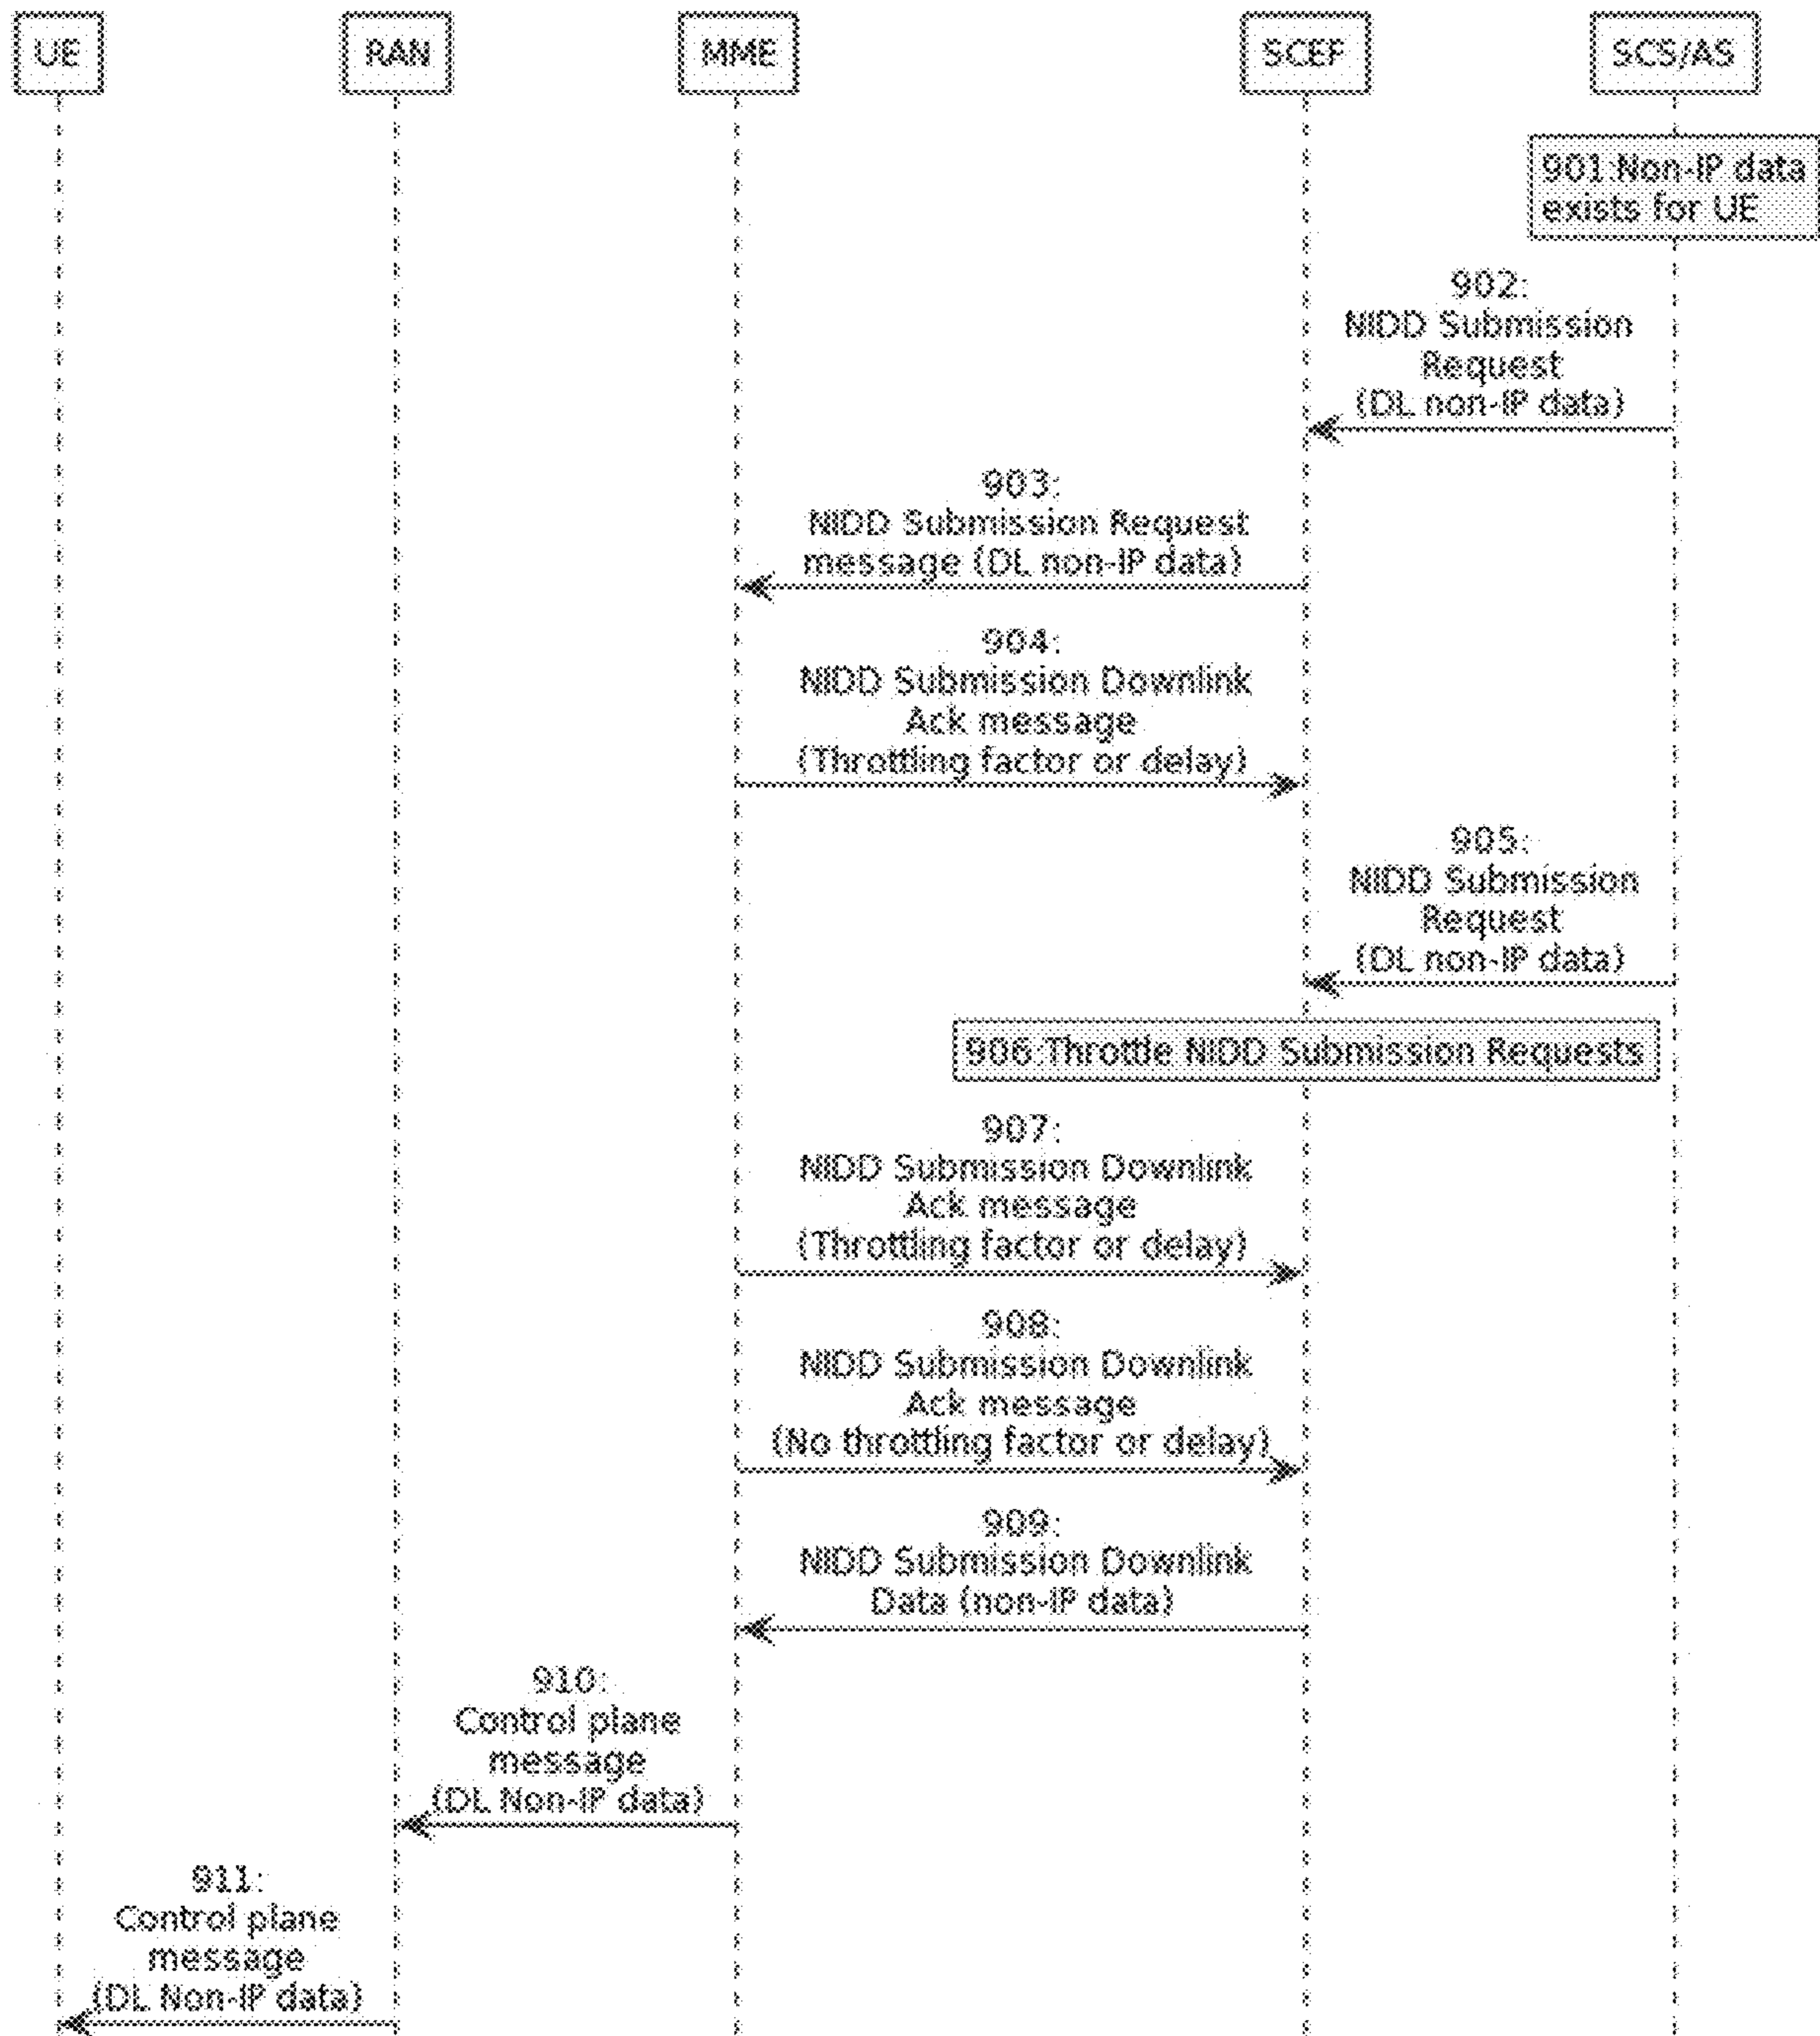 UE
RAN
MME
SCEF
SCS/AS
901 Non-IP data
exists for UE
902:
NIDD Submission
Request
(DL non-IP data)
903:
NIDD Submission Request
message (DL non-IP data)
904:
NIDD Submission Downlink
Ack message
(Throttling factor or delay)
905:
NIDD Submission
Request
(DL non-IP data)
906 Throttle NIDD Submission Requests
907:
NIDD Submission Downlink
Ack message
(Throttling factor or delay)
908:
NIDD Submission Downlink
Ack message
(No throttling factor or delay)
909:
NIDD Submission Downlink
Data (non-IP data)
910:
Control plane
message
(DL Non-IP data)
911:
Control plane
message
(DL Non-IP data)